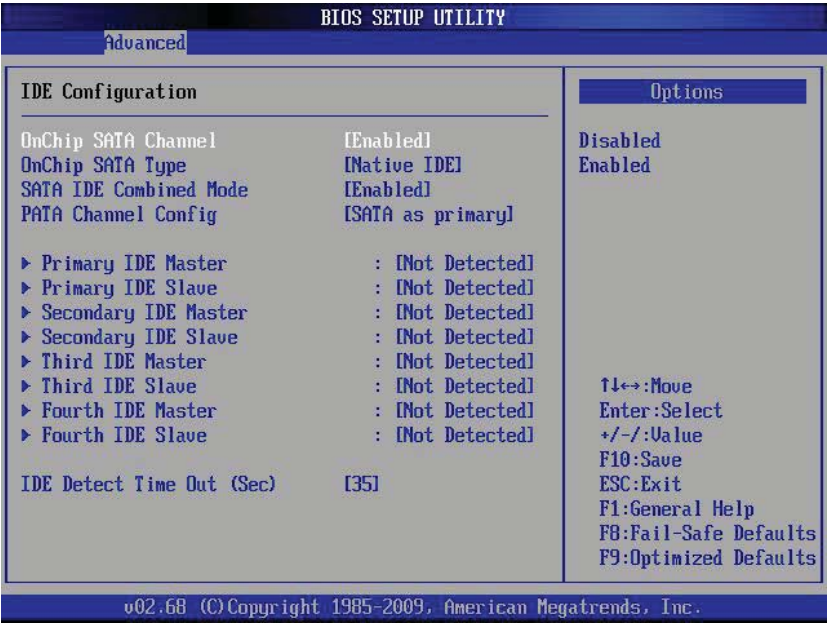 BIOS SETUP UTILITY
Advanced
IDE Configuration
OnChip SATA Channel [Enabled]
OnChip SATA Type [Native IDE]
SATA IDE Combined Mode [Enabled]
PATA Channel Config [SATA as primary]
Primary IDE Master : [Not Detected]
Primary IDE Slave : [Not Detected]
Secondary IDE Master : [Not Detected]
Secondary IDE Slave : [Not Detected]
Third IDE Master : [Not Detected]
Third IDE Slave : [Not Detected]
Fourth IDE Master : [Not Detected]
Fourth IDE Slave : [Not Detected]
IDE Detect Time Out (Sec) [35]
Options
Disabled
Enabled
↑↓←→:Move
Enter:Select
+/-/:Value
F10:Save
ESC:Exit
F1:General Help
F8:Fail-Safe Defaults
F9:Optimized Defaults
v02.68 (C)Copyright 1985-2009, American Megatrends, Inc.